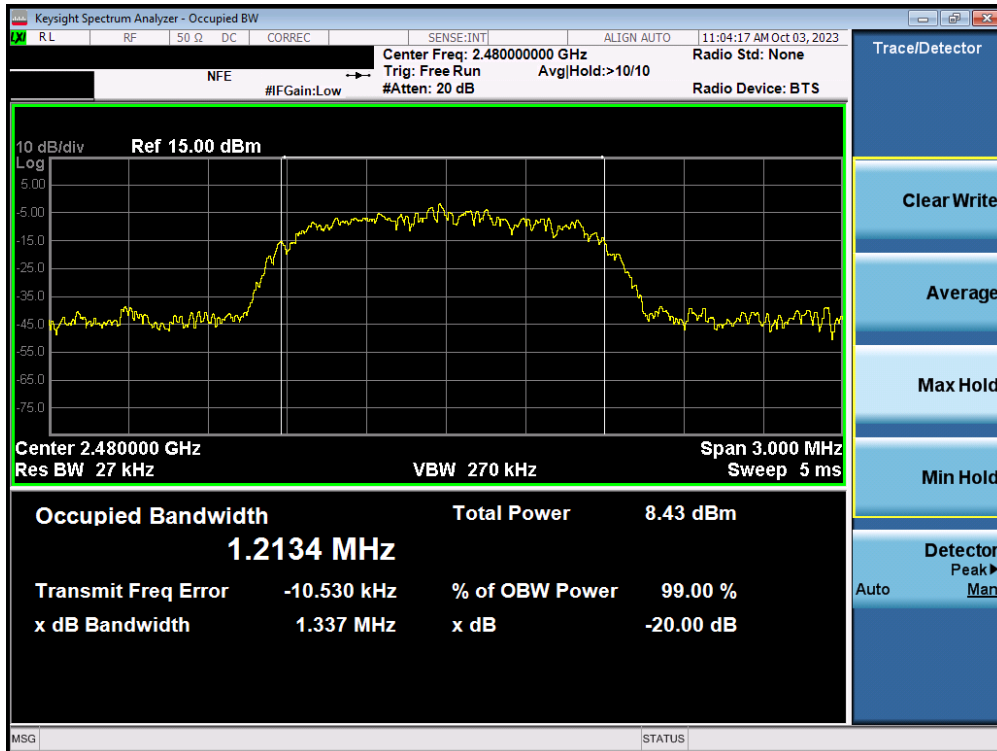 Keysight Spectrum Analyzer - Occupied BW
LXI RL RF 50 Ω DC CORREC SENSE:INT ALIGN AUTO 11:04:17 AM Oct 03, 2023
Center Freq: 2.480000000 GHz Radio Std: None
NFE Trig: Free Run Avg|Hold:>10/10
#IFGain:Low #Atten: 20 dB Radio Device: BTS
Trace/Detector
10 dB/div Ref 15.00 dBm
Log
5.00
-5.00
-15.0
-25.0
-35.0
-45.0
-55.0
-65.0
-75.0
Center 2.480000 GHz Span 3.000 MHz
Res BW 27 kHz VBW 270 kHz Sweep 5 ms
Occupied Bandwidth Total Power 8.43 dBm
1.2134 MHz
Transmit Freq Error -10.530 kHz % of OBW Power 99.00 %
x dB Bandwidth 1.337 MHz x dB -20.00 dB
Clear Write
Average
Max Hold
Min Hold
Detector
Peak▶
Auto Man
MSG STATUS